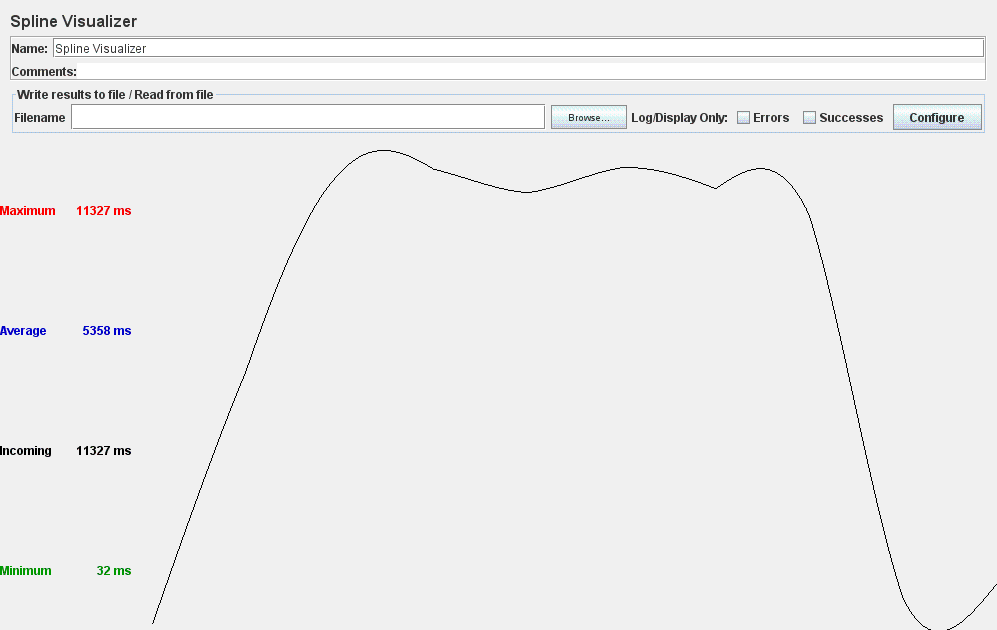 Spline Visualizer
Name: Spline Visualizer
Comments:
Write results to file / Read from file
Filename Browse... Log/Display Only: Errors Successes Configure
Maximum 11327 ms
Average 5358 ms
Incoming 11327 ms
Minimum 32 ms